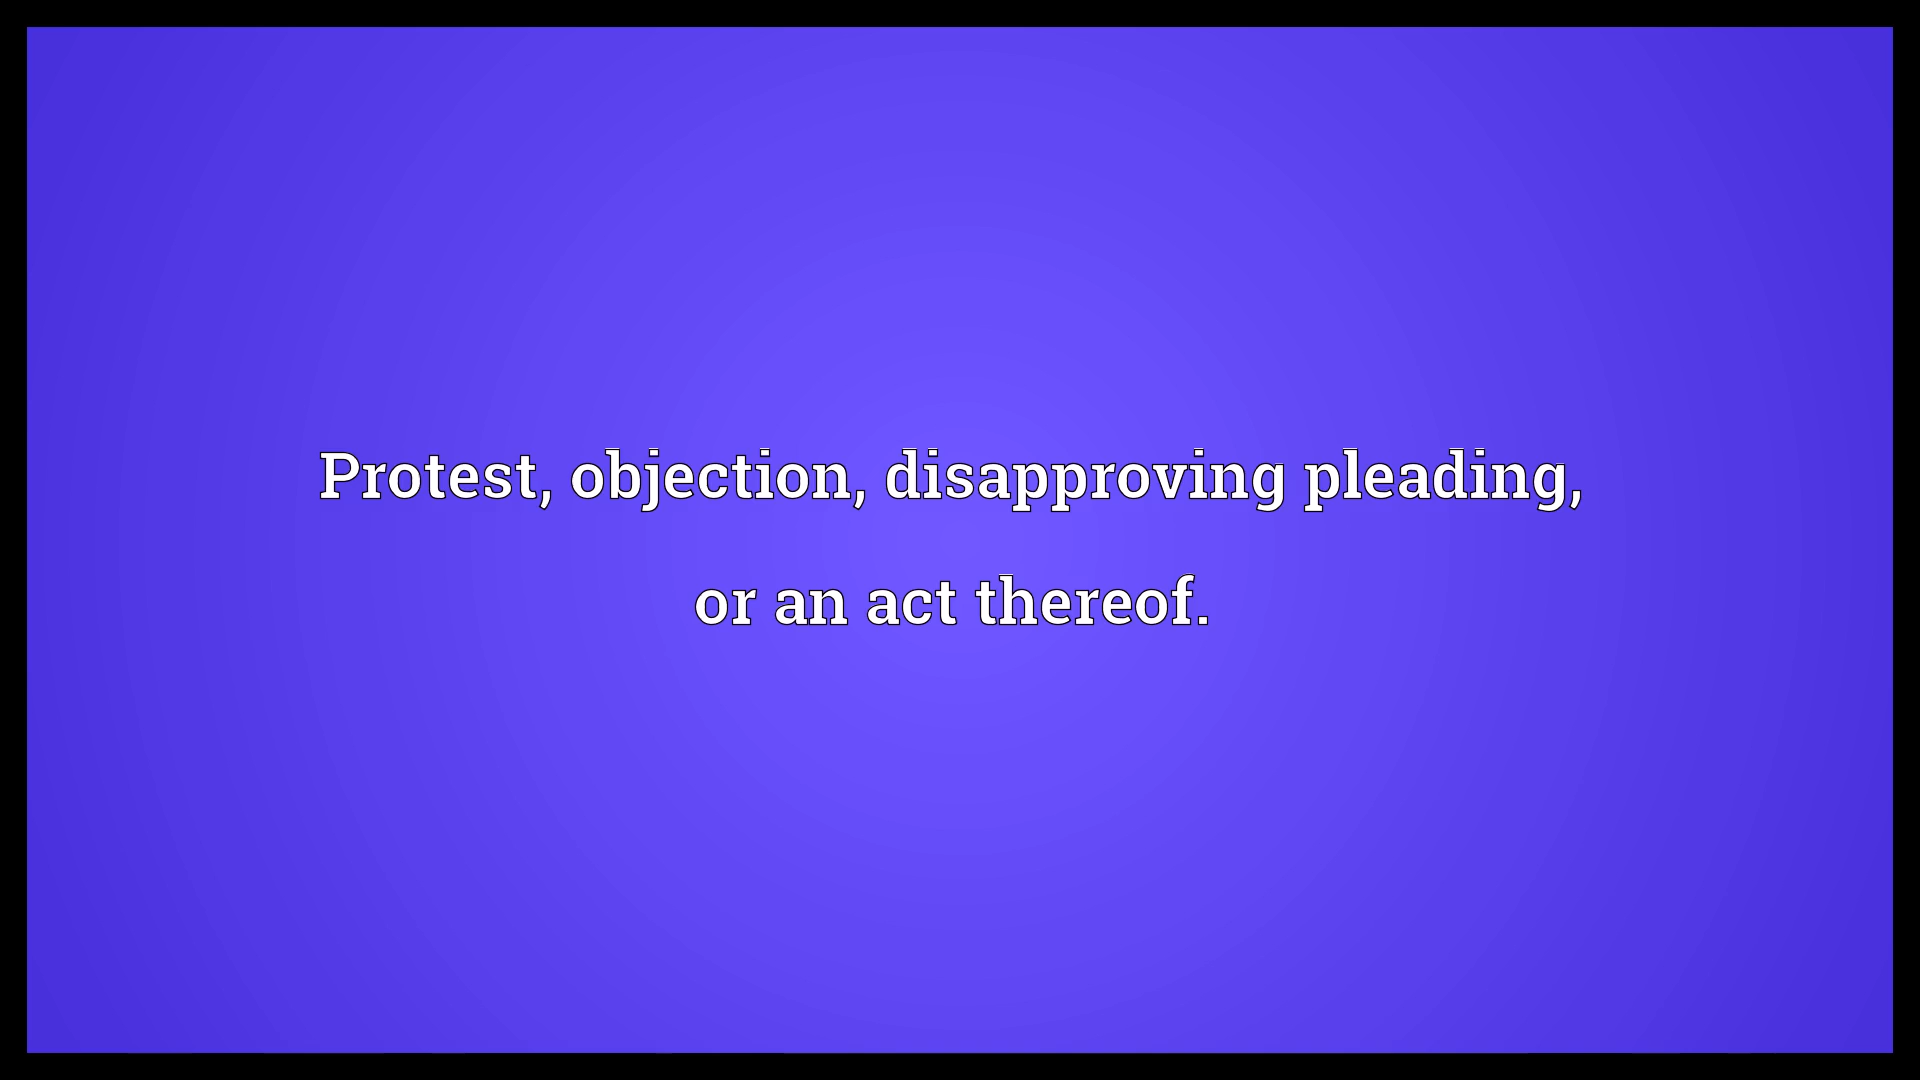 Protest, objection, disapproving pleading,
or an act thereof.